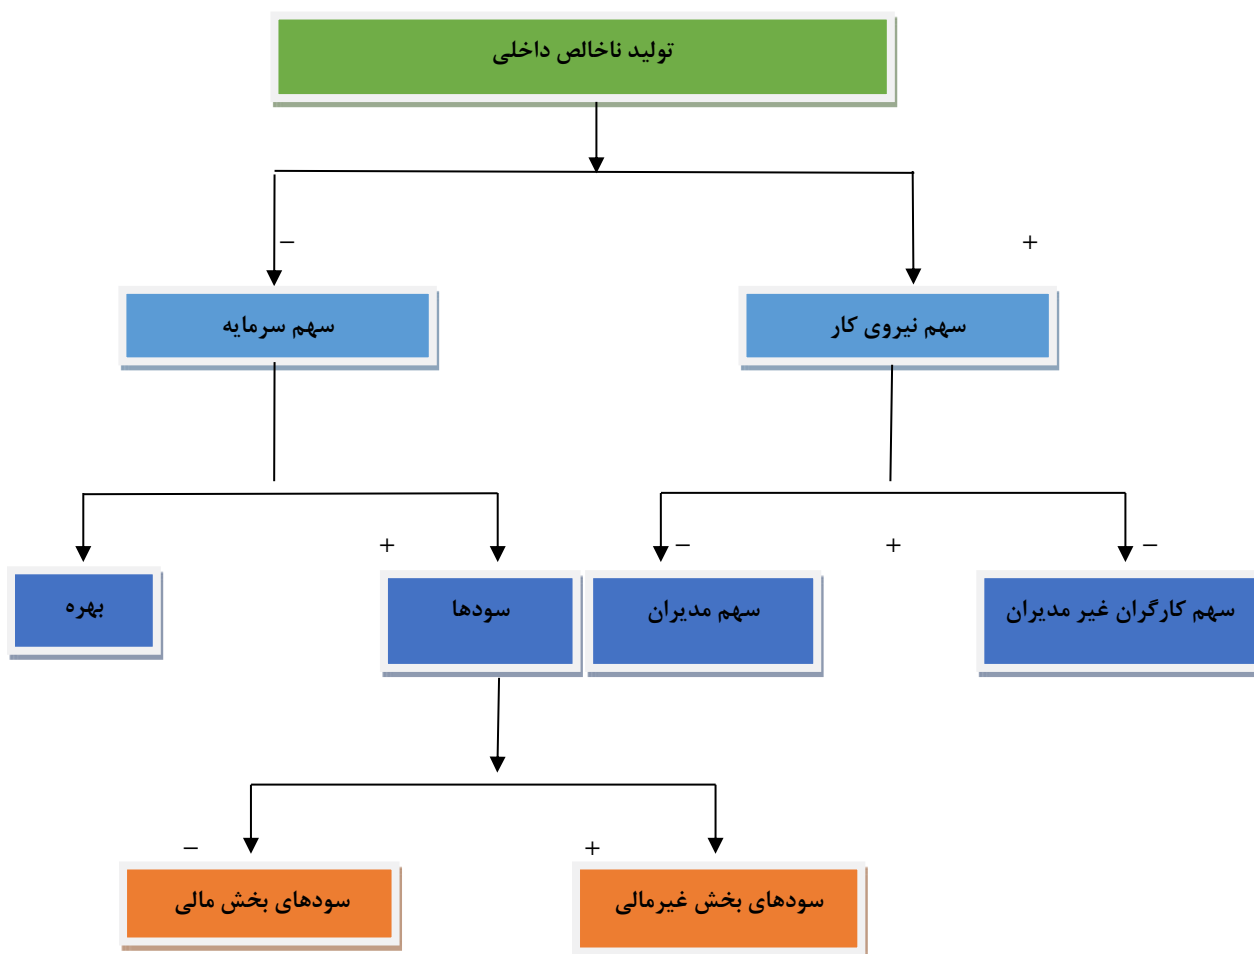 تولید ناخالص داخلی
+
–
سهم نیروی کار
سهم سرمایه
–
+
–
+
سهم کارگران غیر مدیران
سهم مدیران
سودها
بهره
+
–
سودهای بخش غیرمالی
سودهای بخش مالی